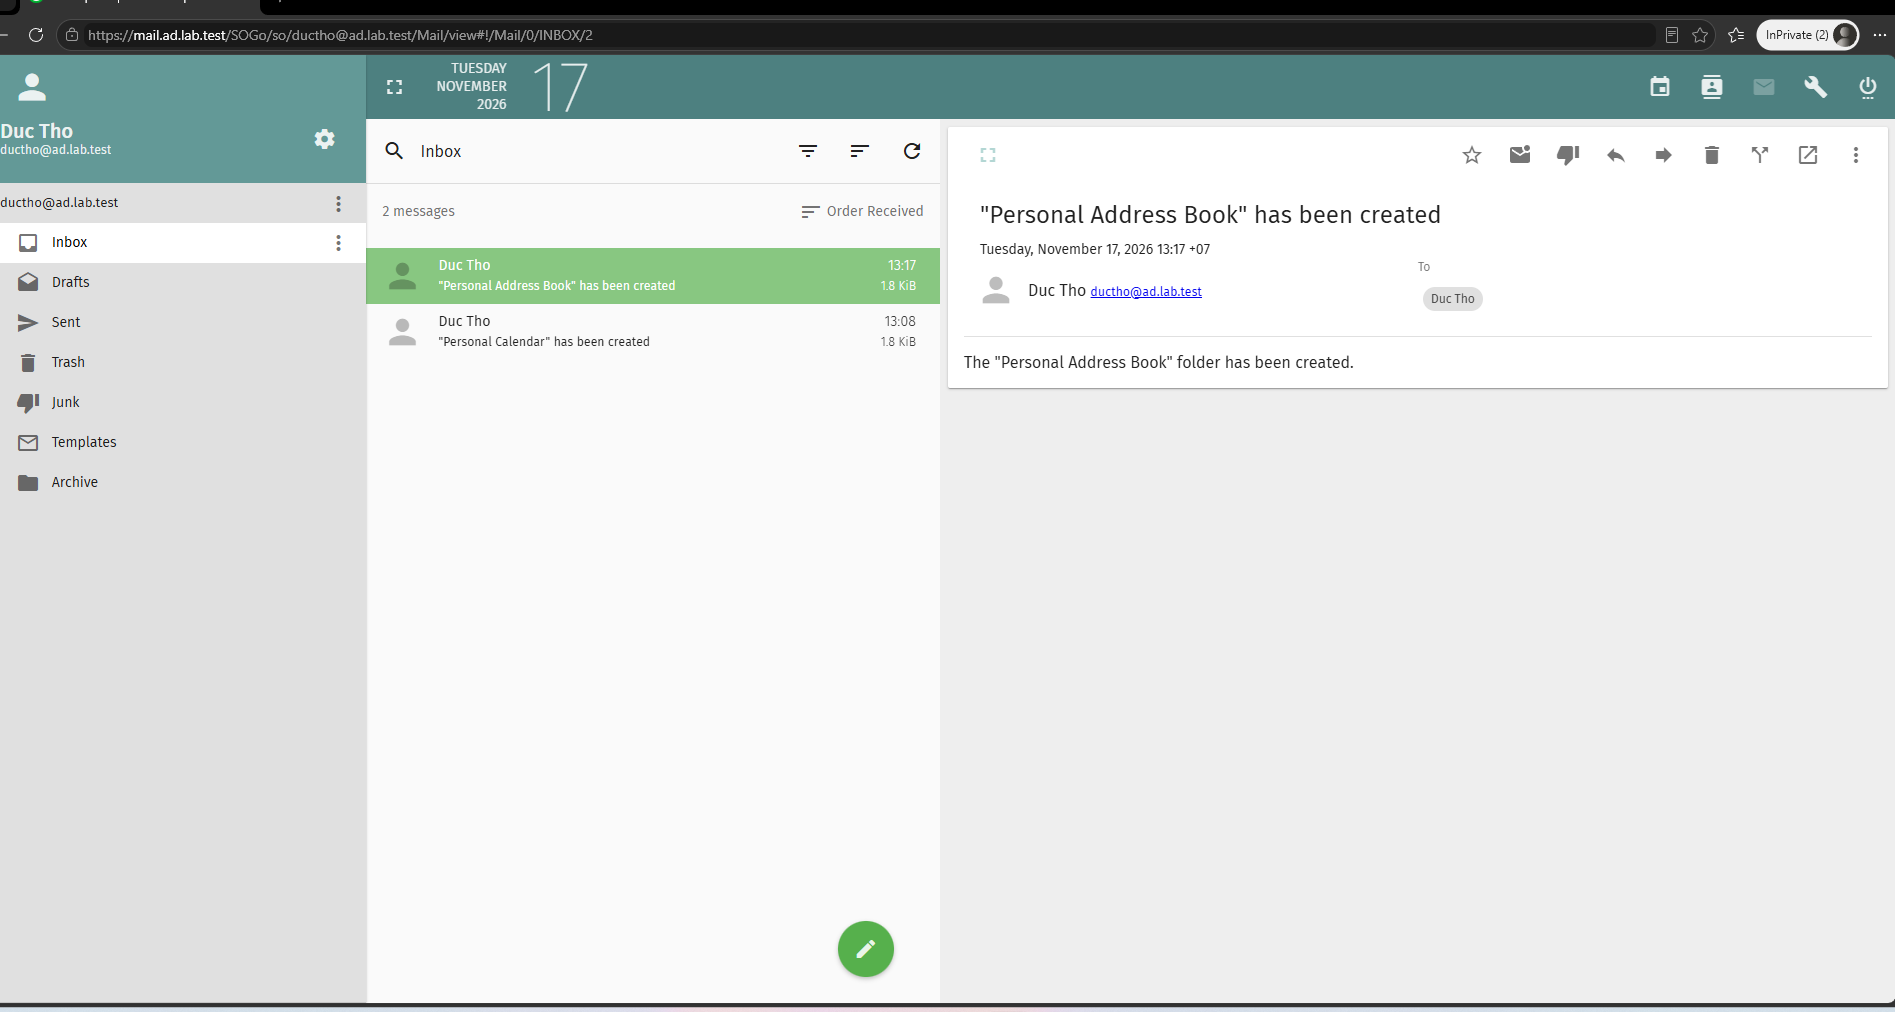 https://mail.ad.lab.test/SOGo/so/ductho@ad.lab.test/Mail/view#!/Mail/0/INBOX/2
InPrivate (2)
Duc Tho
ductho@ad.lab.test
TUESDAY
NOVEMBER
2026
17
ductho@ad.lab.test
Inbox
Drafts
Sent
Trash
Junk
Templates
Archive
Inbox
2 messages
Order Received
Duc Tho
13:17
"Personal Address Book" has been created
1.8 KiB
Duc Tho
13:08
"Personal Calendar" has been created
1.8 KiB
"Personal Address Book" has been created
Tuesday, November 17, 2026 13:17 +07
To
Duc Tho ductho@ad.lab.test
Duc Tho
The "Personal Address Book" folder has been created.